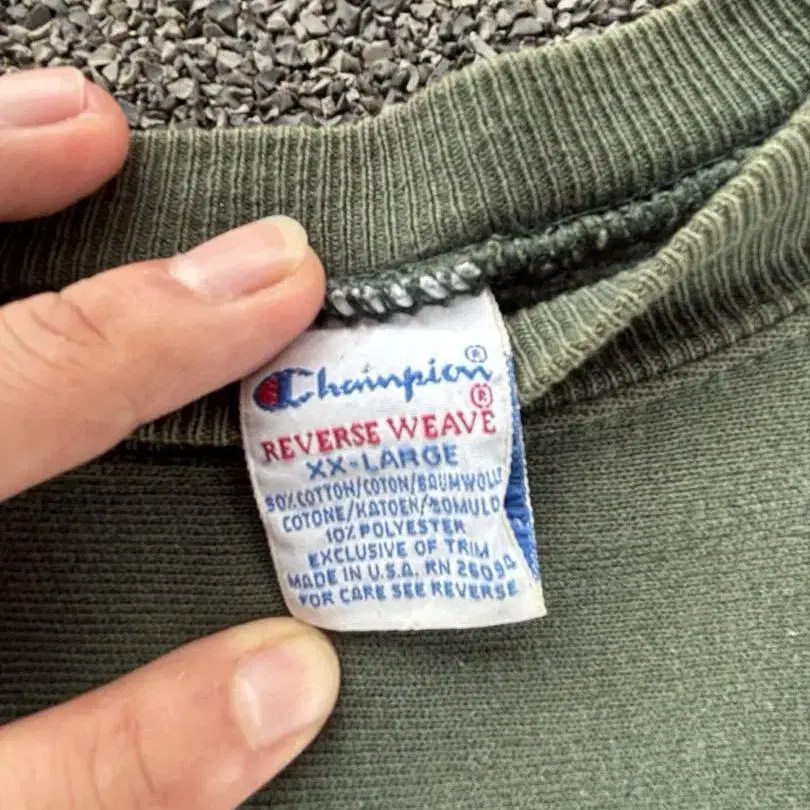 Champion®
®
REVERSE WEAVE
XX-LARGE
90% COTTON/COTON/BAUMWOLLE
COTONE/KATOEN/BOMULD
10% POLYESTER
EXCLUSIVE OF TRIM
MADE IN U.S.A. RN 26094
FOR CARE SEE REVERSE